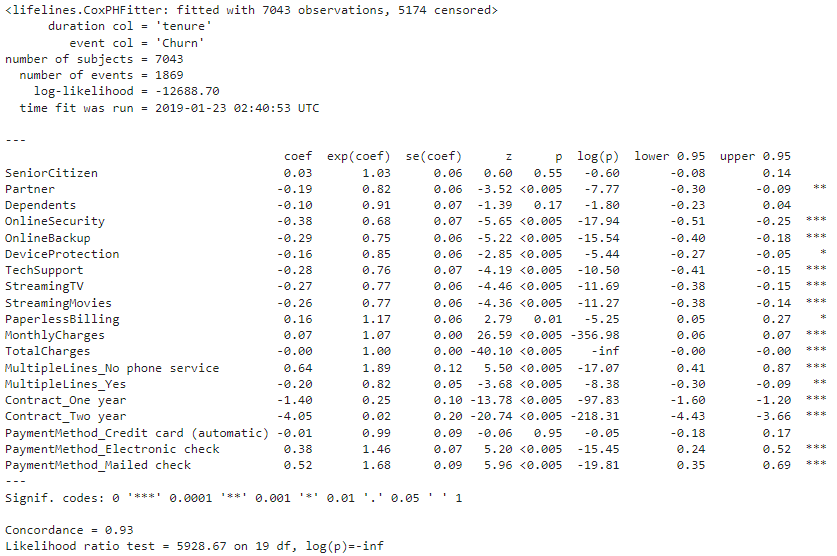 <lifelines.CoxPHFitter: fitted with 7043 observations, 5174 censored>
      duration col = 'tenure'
         event col = 'Churn'
number of subjects = 7043
  number of events = 1869
    log-likelihood = -12688.70
  time fit was run = 2019-01-23 02:40:53 UTC

---
                                         coef  exp(coef)  se(coef)      z      p  log(p)  lower 0.95  upper 0.95
SeniorCitizen                            0.03       1.03      0.06   0.60   0.55   -0.60       -0.08        0.14
Partner                                 -0.19       0.82      0.06  -3.52 <0.005   -7.77       -0.30       -0.09   **
Dependents                              -0.10       0.91      0.07  -1.39   0.17   -1.80       -0.23        0.04
OnlineSecurity                          -0.38       0.68      0.07  -5.65 <0.005  -17.94       -0.51       -0.25  ***
OnlineBackup                            -0.29       0.75      0.06  -5.22 <0.005  -15.54       -0.40       -0.18  ***
DeviceProtection                        -0.16       0.85      0.06  -2.85 <0.005   -5.44       -0.27       -0.05    *
TechSupport                             -0.28       0.76      0.07  -4.19 <0.005  -10.50       -0.41       -0.15  ***
StreamingTV                             -0.27       0.77      0.06  -4.46 <0.005  -11.69       -0.38       -0.15  ***
StreamingMovies                         -0.26       0.77      0.06  -4.36 <0.005  -11.27       -0.38       -0.14  ***
PaperlessBilling                         0.16       1.17      0.06   2.79   0.01   -5.25        0.05        0.27    *
MonthlyCharges                           0.07       1.07      0.00  26.59 <0.005 -356.98        0.06        0.07  ***
TotalCharges                            -0.00       1.00      0.00 -40.10 <0.005    -inf       -0.00       -0.00  ***
MultipleLines_No phone service           0.64       1.89      0.12   5.50 <0.005  -17.07        0.41        0.87  ***
MultipleLines_Yes                       -0.20       0.82      0.05  -3.68 <0.005   -8.38       -0.30       -0.09   **
Contract_One year                       -1.40       0.25      0.10 -13.78 <0.005  -97.83       -1.60       -1.20  ***
Contract_Two year                       -4.05       0.02      0.20 -20.74 <0.005 -218.31       -4.43       -3.66  ***
PaymentMethod_Credit card (automatic)   -0.01       0.99      0.09  -0.06   0.95   -0.05       -0.18        0.17
PaymentMethod_Electronic check           0.38       1.46      0.07   5.20 <0.005  -15.45        0.24        0.52  ***
PaymentMethod_Mailed check               0.52       1.68      0.09   5.96 <0.005  -19.81        0.35        0.69  ***
---
Signif. codes: 0 '***' 0.0001 '**' 0.001 '*' 0.01 '.' 0.05 ' ' 1

Concordance = 0.93
Likelihood ratio test = 5928.67 on 19 df, log(p)=-inf